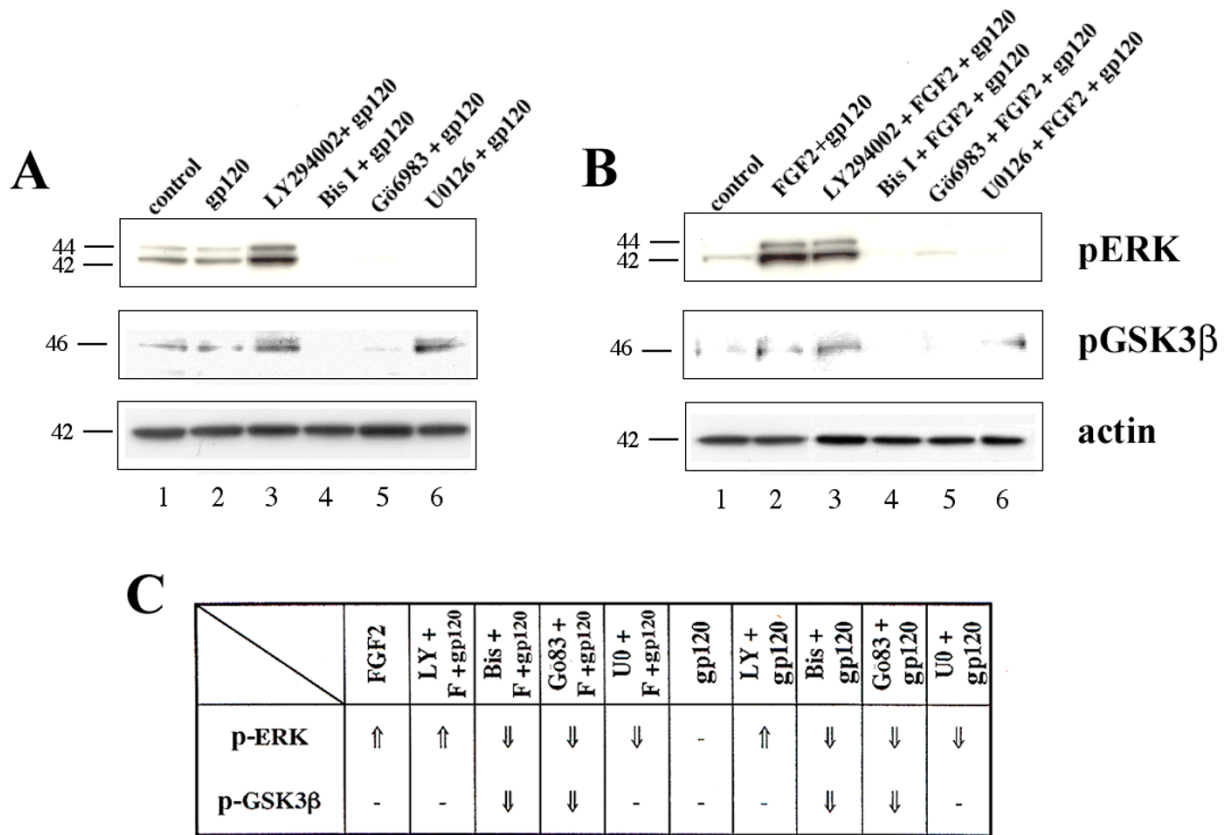 A
control
gp120
LY294002+ gp120
Bis I + gp120
Gö6983 + gp120
U0126 + gp120
44
42
46
42
1 2 3 4 5 6
B
control
FGF2+gp120
LY294002 + FGF2 + gp120
Bis I + FGF2 + gp120
Gö6983 + FGF2 + gp120
U0126 + FGF2 + gp120
44
42
46
42
pERK
pGSK3β
actin
1 2 3 4 5 6
C
FGF2
LY +
F +gp120
Bis +
F +gp120
Gö83 +
F +gp120
U0 +
F +gp120
gp120
LY +
gp120
Bis +
gp120
Gö83 +
gp120
U0 +
gp120
p-ERK ⇑ ⇑ ⇓ ⇓ ⇓ - ⇑ ⇓ ⇓ ⇓
p-GSK3β - - ⇓ ⇓ - - - ⇓ ⇓ -